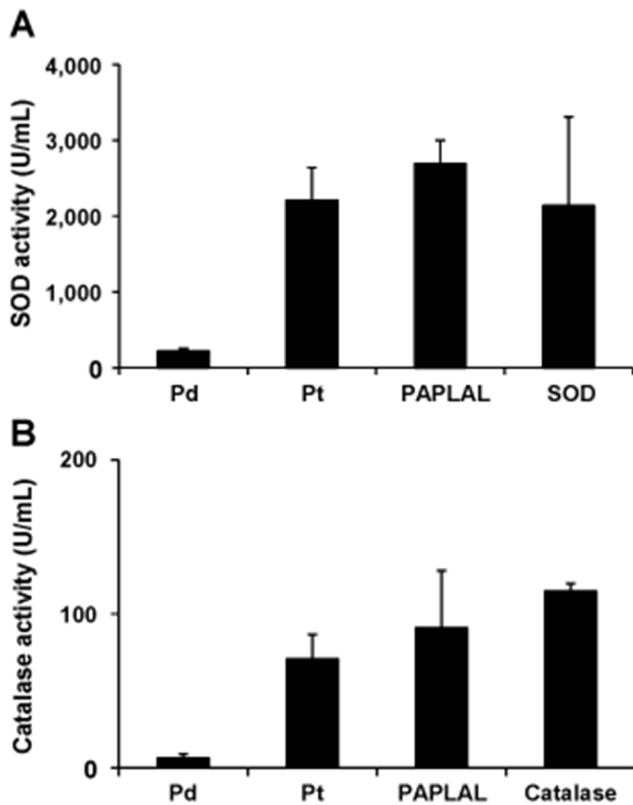 A
SOD activity (U/mL)
4,000
3,000
2,000
1,000
0
Pd Pt PAPLAL SOD
B
Catalase activity (U/mL)
200
100
0
Pd Pt PAPLAL Catalase